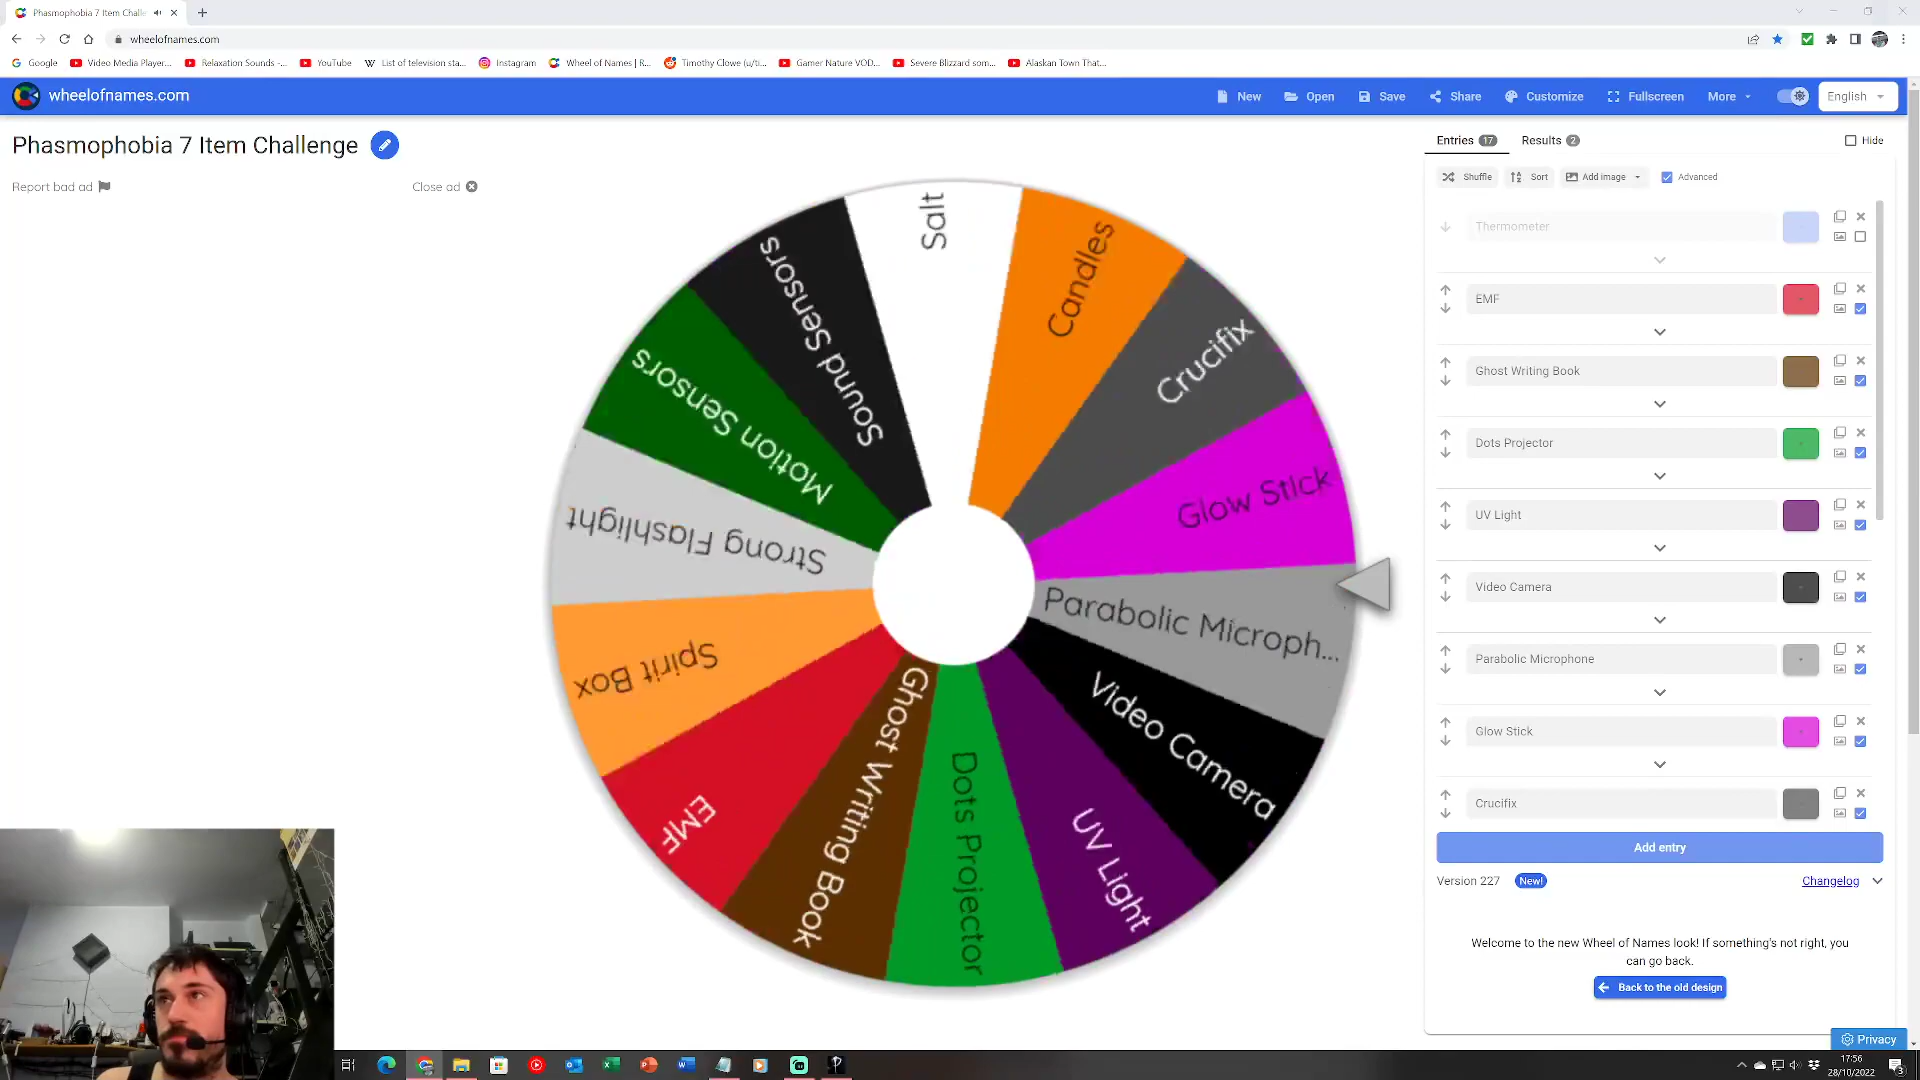 Phasmophobia 7 Item Challe
wheelofnames.com
Google
Video Media Player...
Relaxation Sounds -...
YouTube
List of television sta...
Instagram
Wheel of Names | R...
Timothy Clowe (u/ti...
Gamer Nature VOD...
Severe Blizzard som...
Alaskan Town That...
wheelofnames.com
New
Open
Save
Share
Customize
Fullscreen
More
English
Phasmophobia 7 Item Challenge
Report bad ad
Close ad
Salt
Candles
Crucifix
Glow Stick
Parabolic Microph...
Video Camera
UV Light
Dots Projector
Ghost Writing Book
EMF
Spirit Box
Strong Flashlight
Motion Sensors
Sound Sensors
Entries 17
Results 2
Hide
Shuffle
Sort
Add image
Advanced
Thermometer
EMF
Ghost Writing Book
Dots Projector
UV Light
Video Camera
Parabolic Microphone
Glow Stick
Crucifix
Add entry
Version 227
New!
Changelog
Welcome to the new Wheel of Names look! If something's not right, you
can go back.
Back to the old design
Privacy
17:56
28/10/2022
3